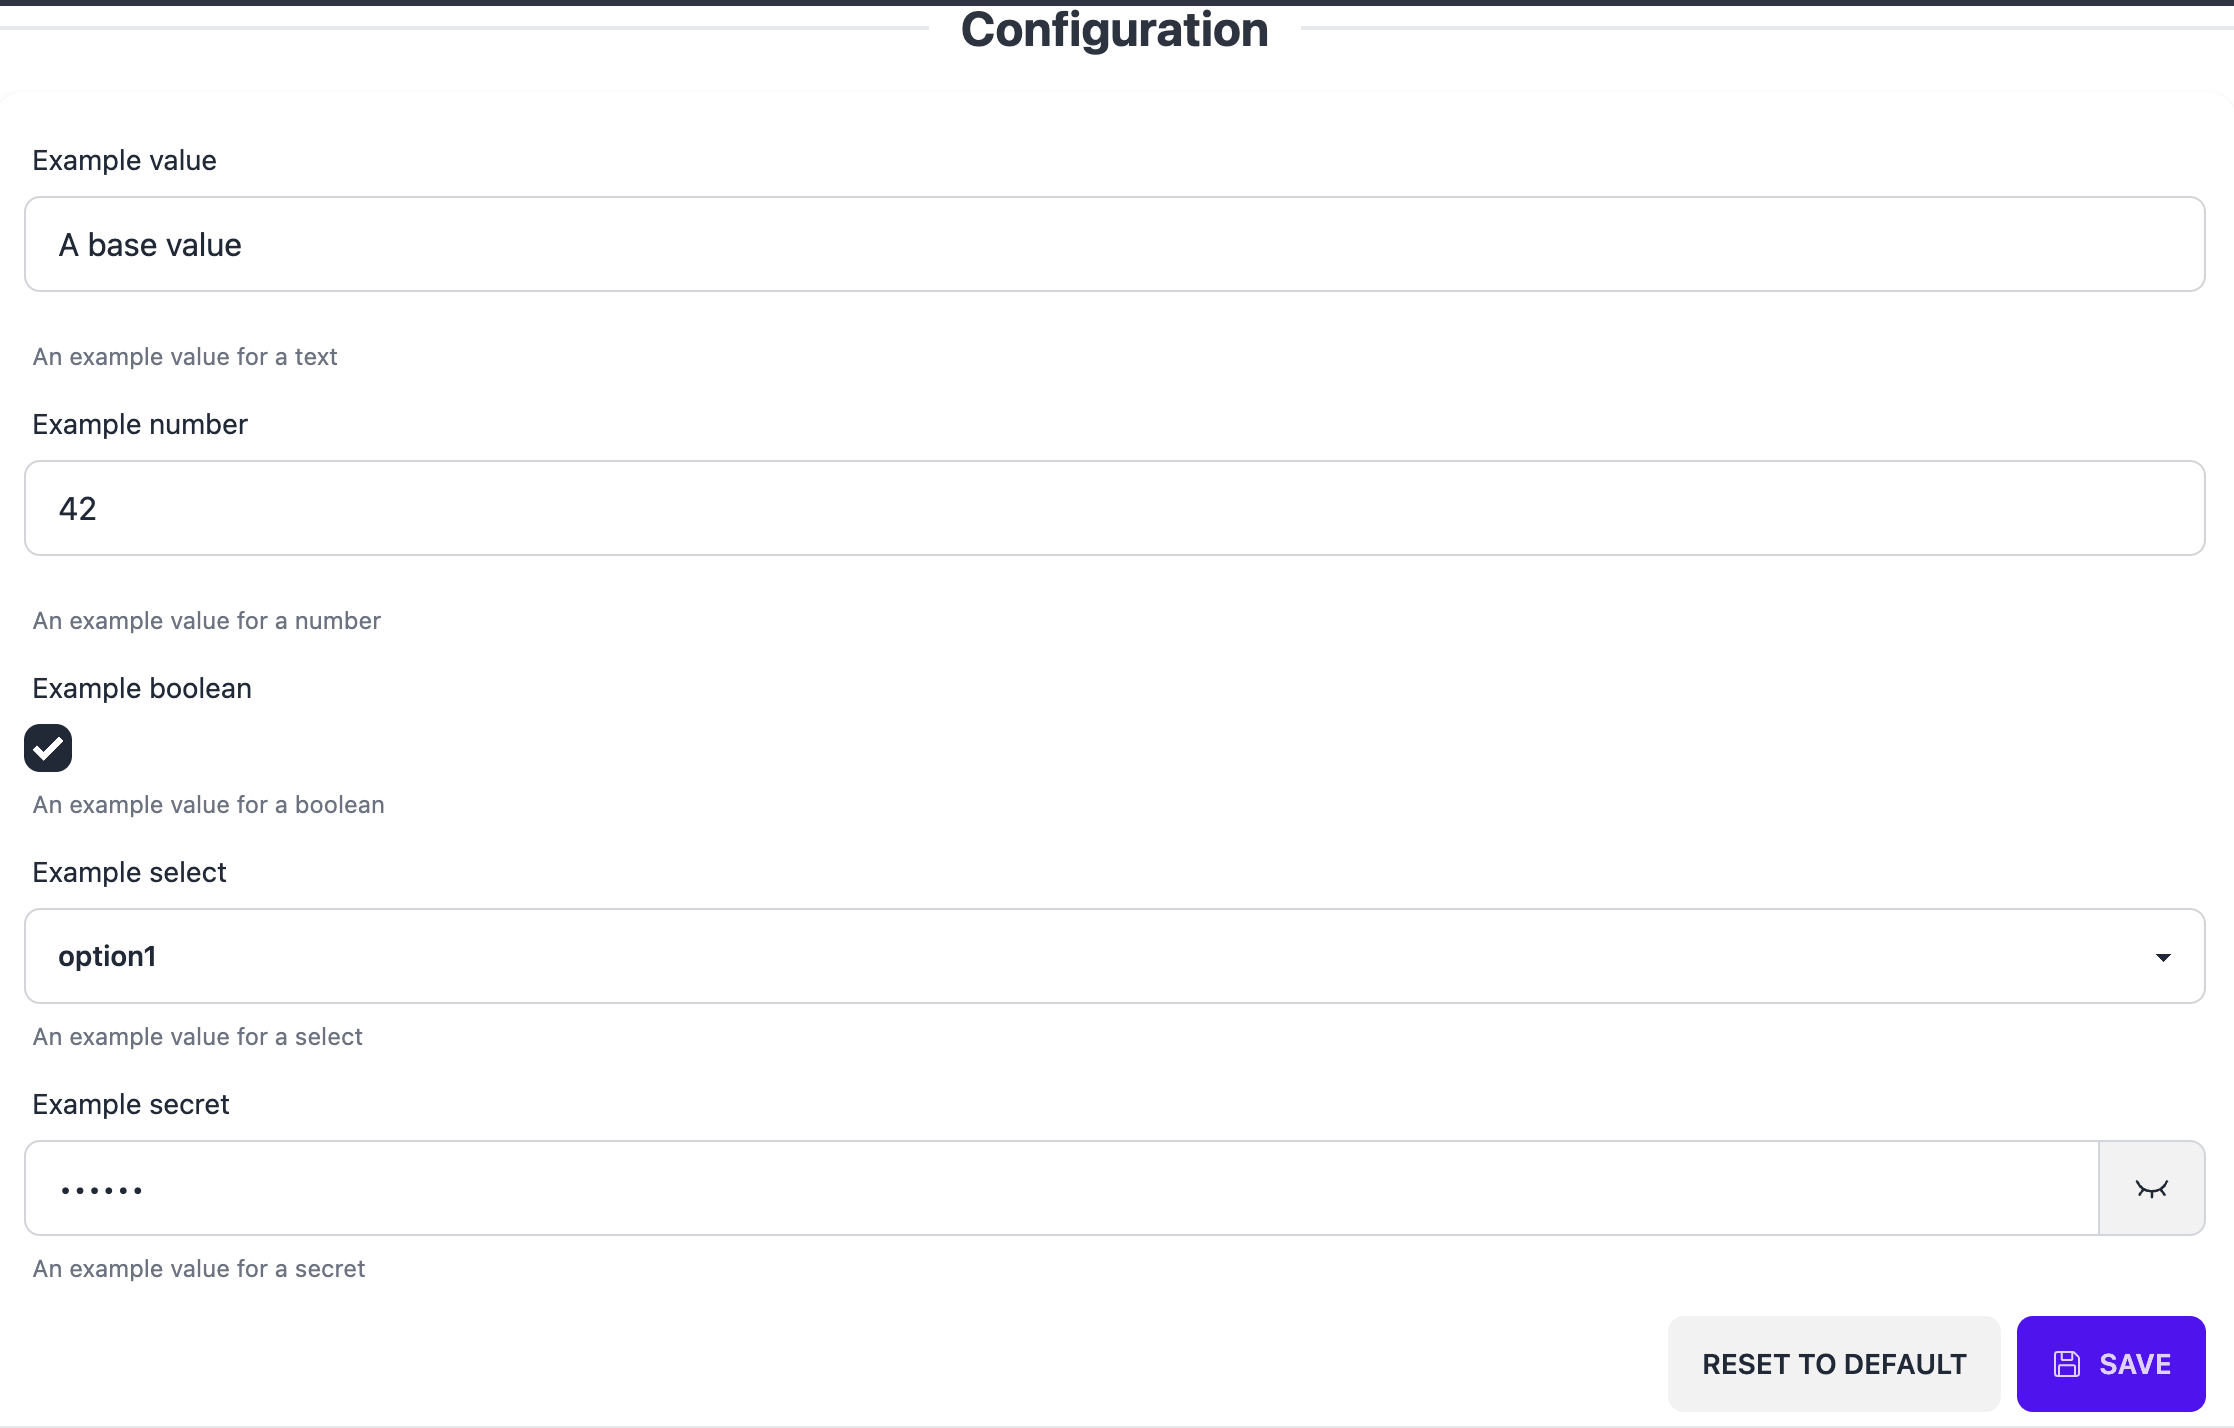 Configuration
Example value
A base value
An example value for a text
Example number
42
An example value for a number
Example boolean
An example value for a boolean
Example select
option1
An example value for a select
Example secret
••••••
An example value for a secret
RESET TO DEFAULT
SAVE